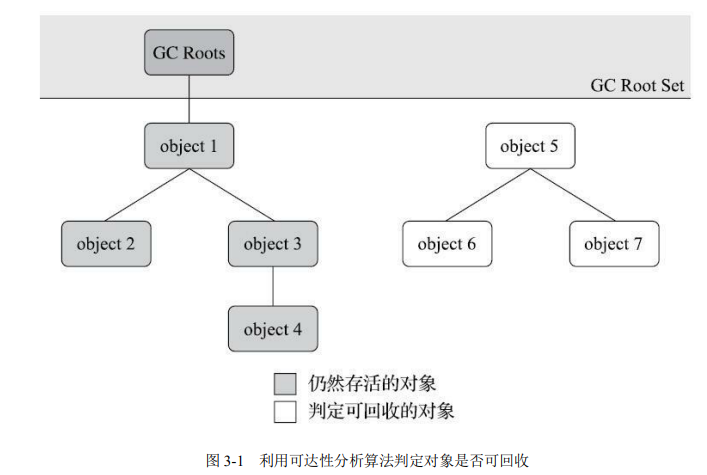 GC Roots
GC Root Set
object 1
object 5
object 2
object 3
object 6
object 7
object 4
仍然存活的对象
判定可回收的对象
图 3-1 利用可达性分析算法判定对象是否可回收